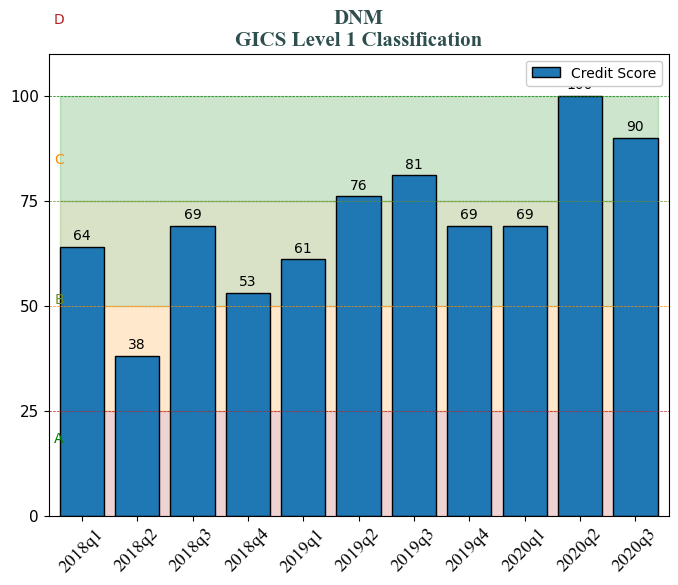 D
DNM
GICS Level 1 Classification
Credit Score
100
100
90
C
81
76
75
69
69
69
64
61
53
B
50
38
25
A
0
2018q1
2018q2
2018q3
2018q4
2019q1
2019q2
2019q3
2019q4
2020q1
2020q2
2020q3